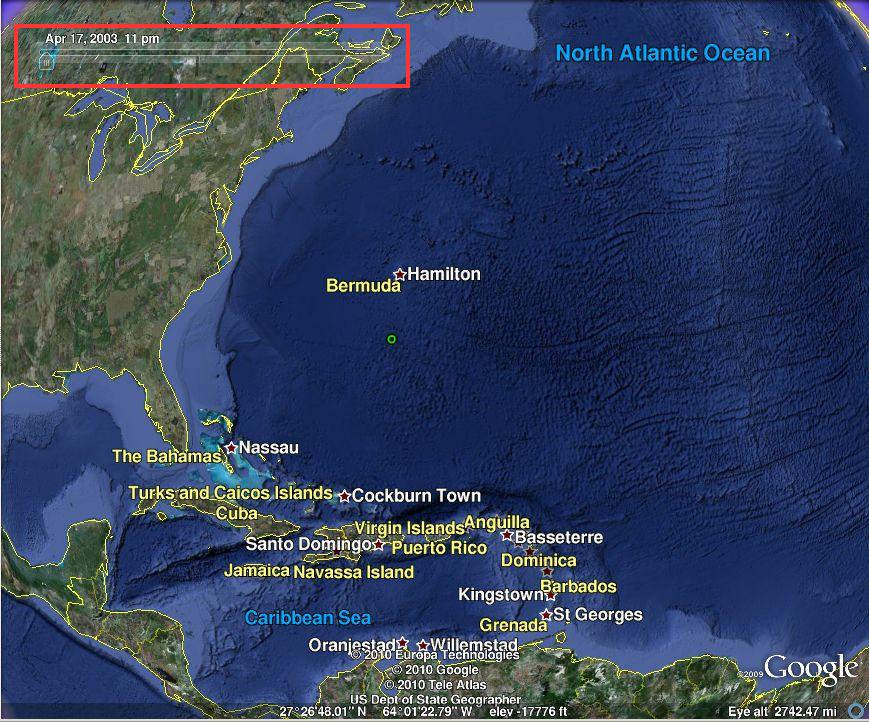 Apr 17, 2003 11 pm
North Atlantic Ocean
Hamilton
Bermuda
Nassau
The Bahamas
Turks and Caicos Islands
Cockburn Town
Cuba
Virgin Islands
Anguilla
Basseterre
Santo Domingo
Puerto Rico
Dominica
Jamaica
Navassa Island
Barbados
Kingstown
St Georges
Grenada
Caribbean Sea
Oranjestad
Willemstad
© 2010 Europa Technologies
© 2010 Google
© 2010 Tele Atlas
US Dept of State Geographer
©2009 Google
27°26'48.01" N 64°01'22.79" W elev -17776 ft
Eye alt 2742.47 mi